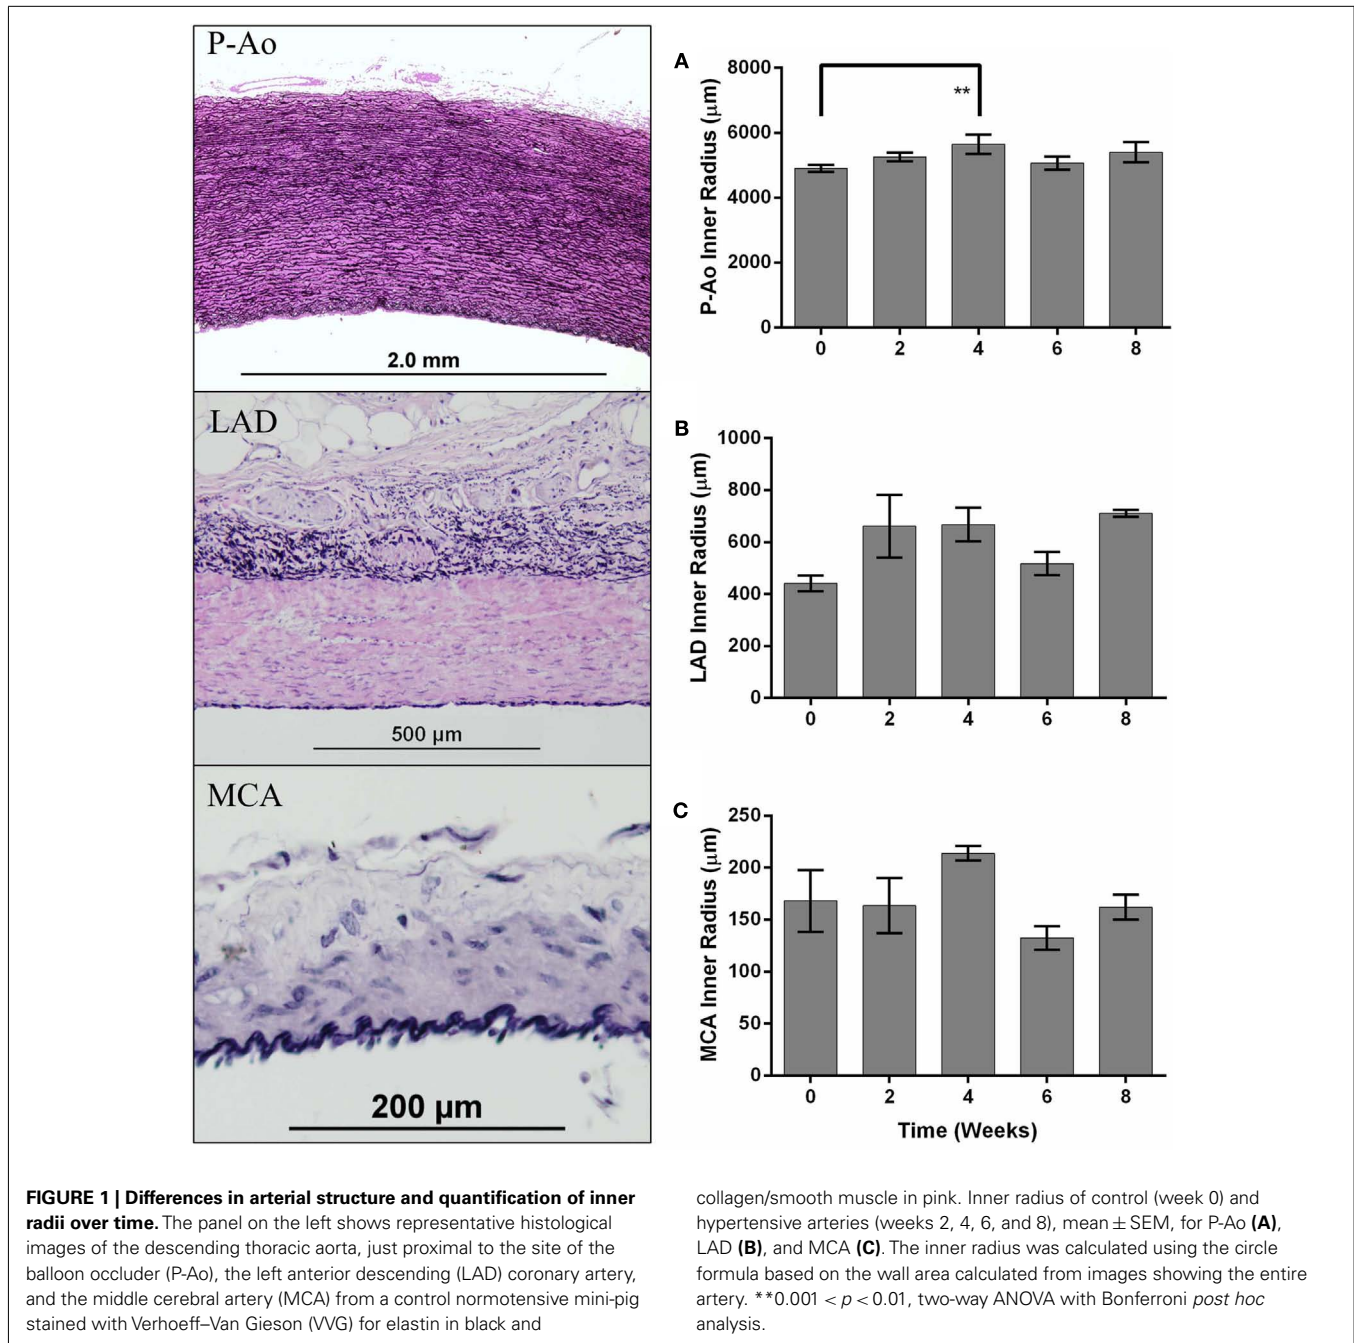 P-Ao
2.0 mm
LAD
500 µm
MCA
200 µm
A
P-Ao Inner Radius (µm)
8000
6000
4000
2000
0
**
0 2 4 6 8
B
LAD Inner Radius (µm)
1000
800
600
400
200
0
0 2 4 6 8
C
MCA Inner Radius (µm)
250
200
150
100
50
0
0 2 4 6 8
Time (Weeks)
FIGURE 1 | Differences in arterial structure and quantification of inner
radii over time. The panel on the left shows representative histological
images of the descending thoracic aorta, just proximal to the site of the
balloon occluder (P-Ao), the left anterior descending (LAD) coronary artery,
and the middle cerebral artery (MCA) from a control normotensive mini-pig
stained with Verhoeff–Van Gieson (VVG) for elastin in black and
collagen/smooth muscle in pink. Inner radius of control (week 0) and
hypertensive arteries (weeks 2, 4, 6, and 8), mean ± SEM, for P-Ao (A),
LAD (B), and MCA (C). The inner radius was calculated using the circle
formula based on the wall area calculated from images showing the entire
artery. **0.001 < p < 0.01, two-way ANOVA with Bonferroni post hoc
analysis.